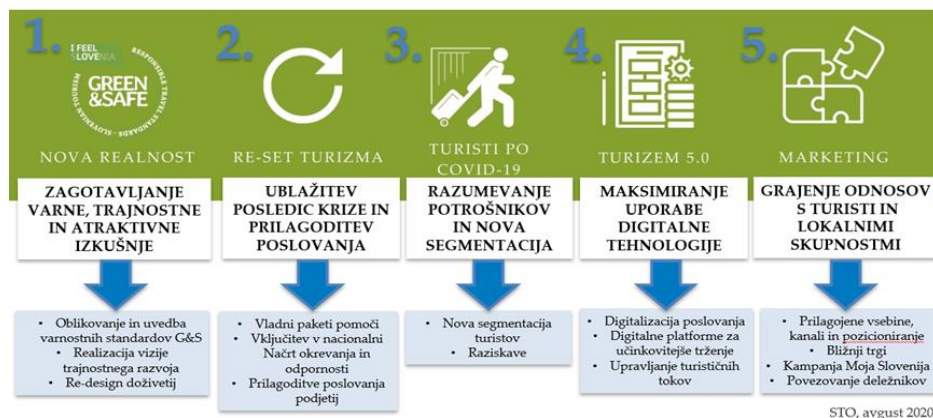 1.
I FEEL
SLOVENIA
GREEN
&SAFE
RESPONSIBLE TRAVEL STANDARDS · SLOVENIAN TOURISM ·
NOVA REALNOST
ZAGOTAVLJANJE
VARNE, TRAJNOSTNE
IN ATRAKTIVNE
IZKUŠNJE
• Oblikovanje in uvedba
varnostnih standardov G&S
• Realizacija vizije
trajnostnega razvoja
• Re-design doživetij
2.
RE-SET TURIZMA
UBLAŽITEV
POSLEDIC KRIZE IN
PRILAGODITEV
POSLOVANJA
• Vladni paketi pomoči
• Vključitev v nacionalni
Načrt okrevanja in
odpornosti
• Prilagoditve poslovanja
podjetij
3.
TURISTI PO
COVID-19
RAZUMEVANJE
POTROŠNIKOV
IN NOVA
SEGMENTACIJA
• Nova segmentacija
turistov
• Raziskave
4.
TURIZEM 5.0
MAKSIMIRANJE
UPORABE
DIGITALNE
TEHNOLOGIJE
• Digitalizacija poslovanja
• Digitalne platforme za
učinkovitejše trženje
• Upravljanje turističnih
tokov
5.
MARKETING
GRAJENJE ODNOSOV
S TURISTI IN
LOKALNIMI
SKUPNOSTMI
• Prilagojene vsebine,
kanali in pozicioniranje
• Bližnji trgi
• Kampanja Moja Slovenija
• Povezovanje deležnikov
STO, avgust 2020